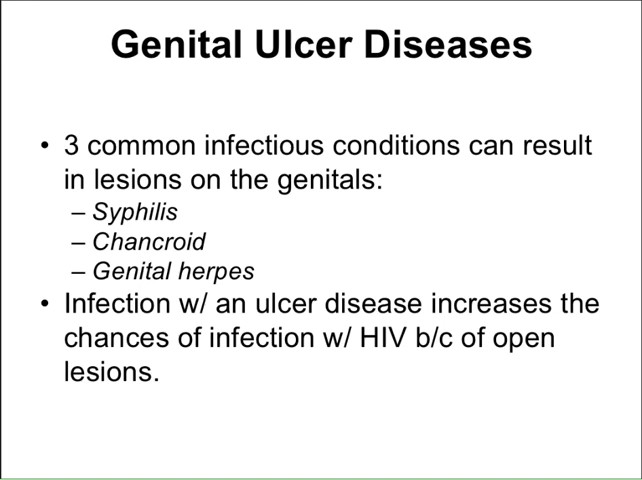 Genital Ulcer Diseases
• 3 common infectious conditions can result
in lesions on the genitals:
– Syphilis
– Chancroid
– Genital herpes
• Infection w/ an ulcer disease increases the
chances of infection w/ HIV b/c of open
lesions.